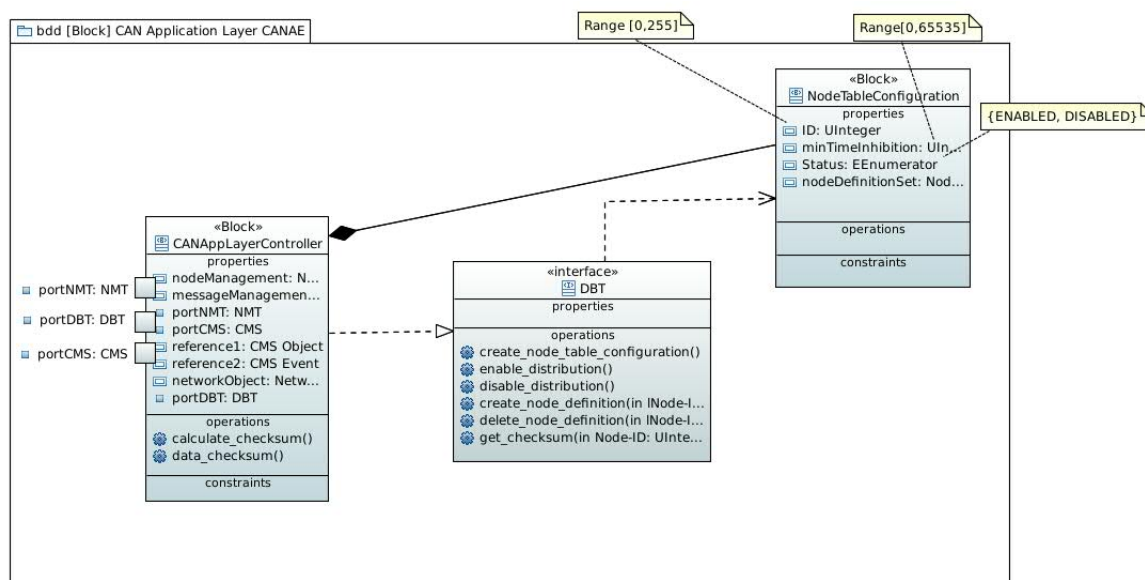 bdd [Block] CAN Application Layer CANAE
Range [0,255]
Range[0,65535]
{ENABLED, DISABLED}
«Block»
NodeTableConfiguration
properties
ID: UInteger
minTimeInhibition: UIn...
Status: EEnumerator
nodeDefinitionSet: Nod...
operations
constraints
«Block»
CANAppLayerController
properties
nodeManagement: N...
messageManagemen...
portNMT: NMT
portCMS: CMS
reference1: CMS Object
reference2: CMS Event
networkObject: Netw...
portDBT: DBT
operations
calculate_checksum()
data_checksum()
constraints
portNMT: NMT
portDBT: DBT
portCMS: CMS
«interface»
DBT
properties
operations
create_node_table_configuration()
enable_distribution()
disable_distribution()
create_node_definition(in lNode-I...
delete_node_definition(in lNode-I...
get_checksum(in Node-ID: UInte...